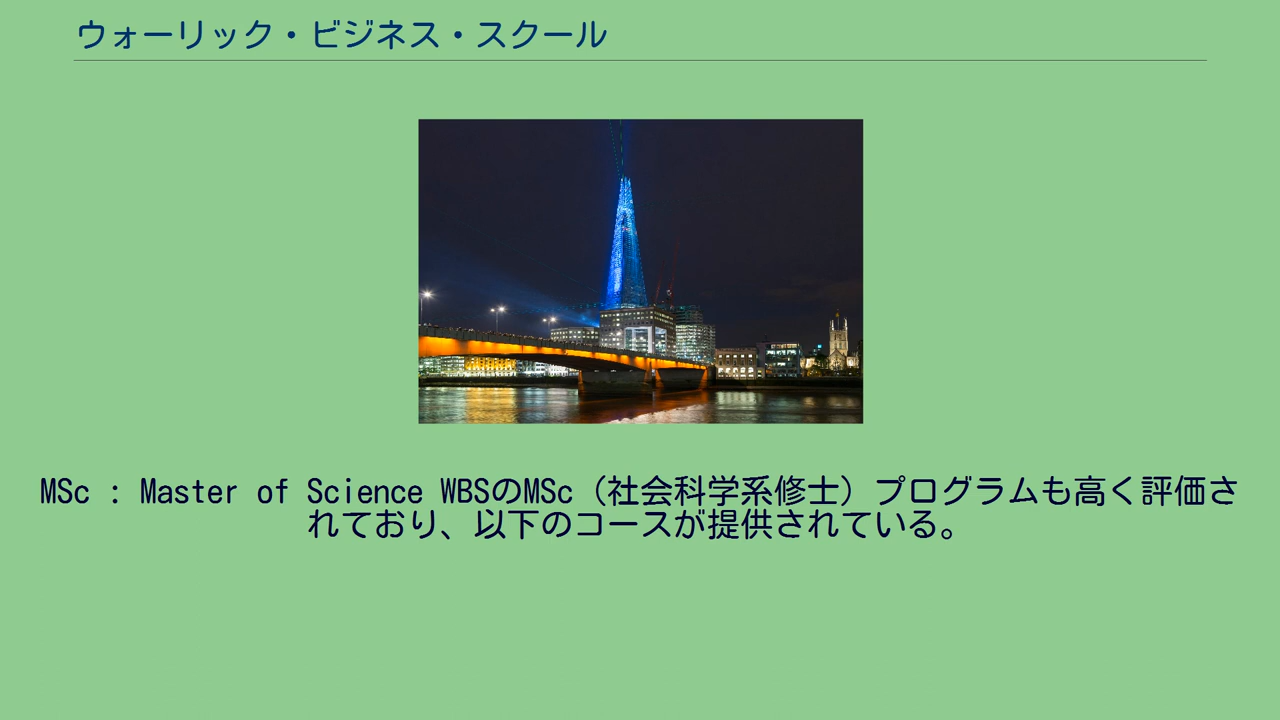 ウォーリック・ビジネス・スクール
MSc : Master of Science WBSのMSc（社会科学系修士）プログラムも高く評価さ
れており、以下のコースが提供されている。